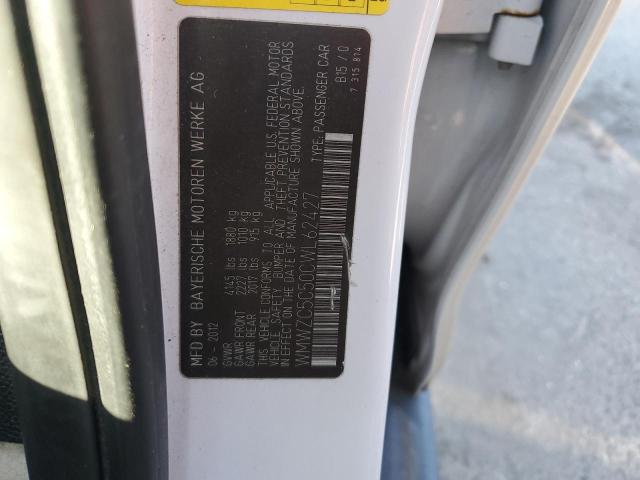 MFD BY BAYERISCHE MOTOREN WERKE AG
06 - 2012
GVWR 4145 lbs 1880 kg
GAWR FRONT 2227 lbs 1010 kg
GAWR REAR 2017 lbs 915 kg
THIS VEHICLE CONFORMS TO ALL APPLICABLE U.S. FEDERAL MOTOR
VEHICLE SAFETY, BUMPER AND THEFT PREVENTION STANDARDS
IN EFFECT ON THE DATE OF MANUFACTURE SHOWN ABOVE.
WMWZC5C50CWL62427 TYPE: PASSENGER CAR
B15 / 0
7 315 874